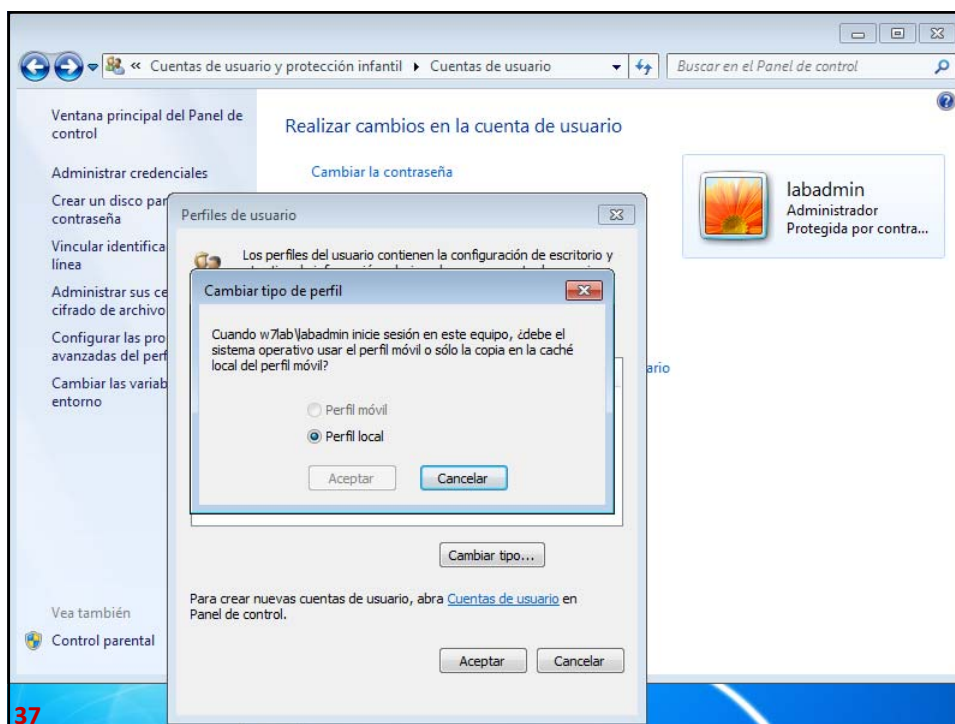 « Cuentas de usuario y protección infantil ▸ Cuentas de usuario
Buscar en el Panel de control
Ventana principal del Panel de
control
Administrar credenciales
Crear un disco par
contraseña
Vincular identifica
línea
Administrar sus ce
cifrado de archivo
Configurar las pro
avanzadas del perf
Cambiar las variab
entorno
Vea también
Control parental
Realizar cambios en la cuenta de usuario
Cambiar la contraseña
ario
labadmin
Administrador
Protegida por contra...
Perfiles de usuario
Los perfiles del usuario contienen la configuración de escritorio y
Cambiar tipo de perfil
Cuando w7lab\labadmin inicie sesión en este equipo, ¿debe el
sistema operativo usar el perfil móvil o sólo la copia en la caché
local del perfil móvil?
Perfil móvil
Perfil local
Aceptar
Cancelar
Cambiar tipo...
Para crear nuevas cuentas de usuario, abra Cuentas de usuario en
Panel de control.
Aceptar
Cancelar
37